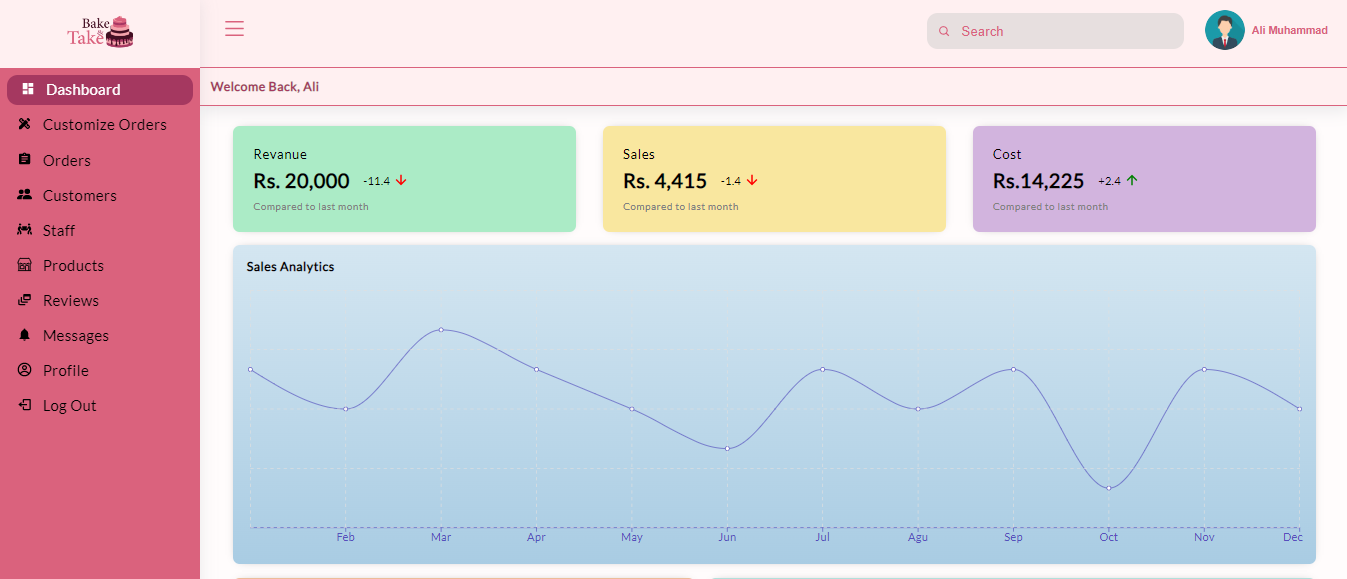 Bake
&
Take
Search
Ali Muhammad
Welcome Back, Ali
Dashboard
Customize Orders
Orders
Customers
Staff
Products
Reviews
Messages
Profile
Log Out
Revanue
Rs. 20,000 -11.4
Compared to last month
Sales
Rs. 4,415 -1.4
Compared to last month
Cost
Rs.14,225 +2.4
Compared to last month
Sales Analytics
Feb Mar Apr May Jun Jul Agu Sep Oct Nov Dec